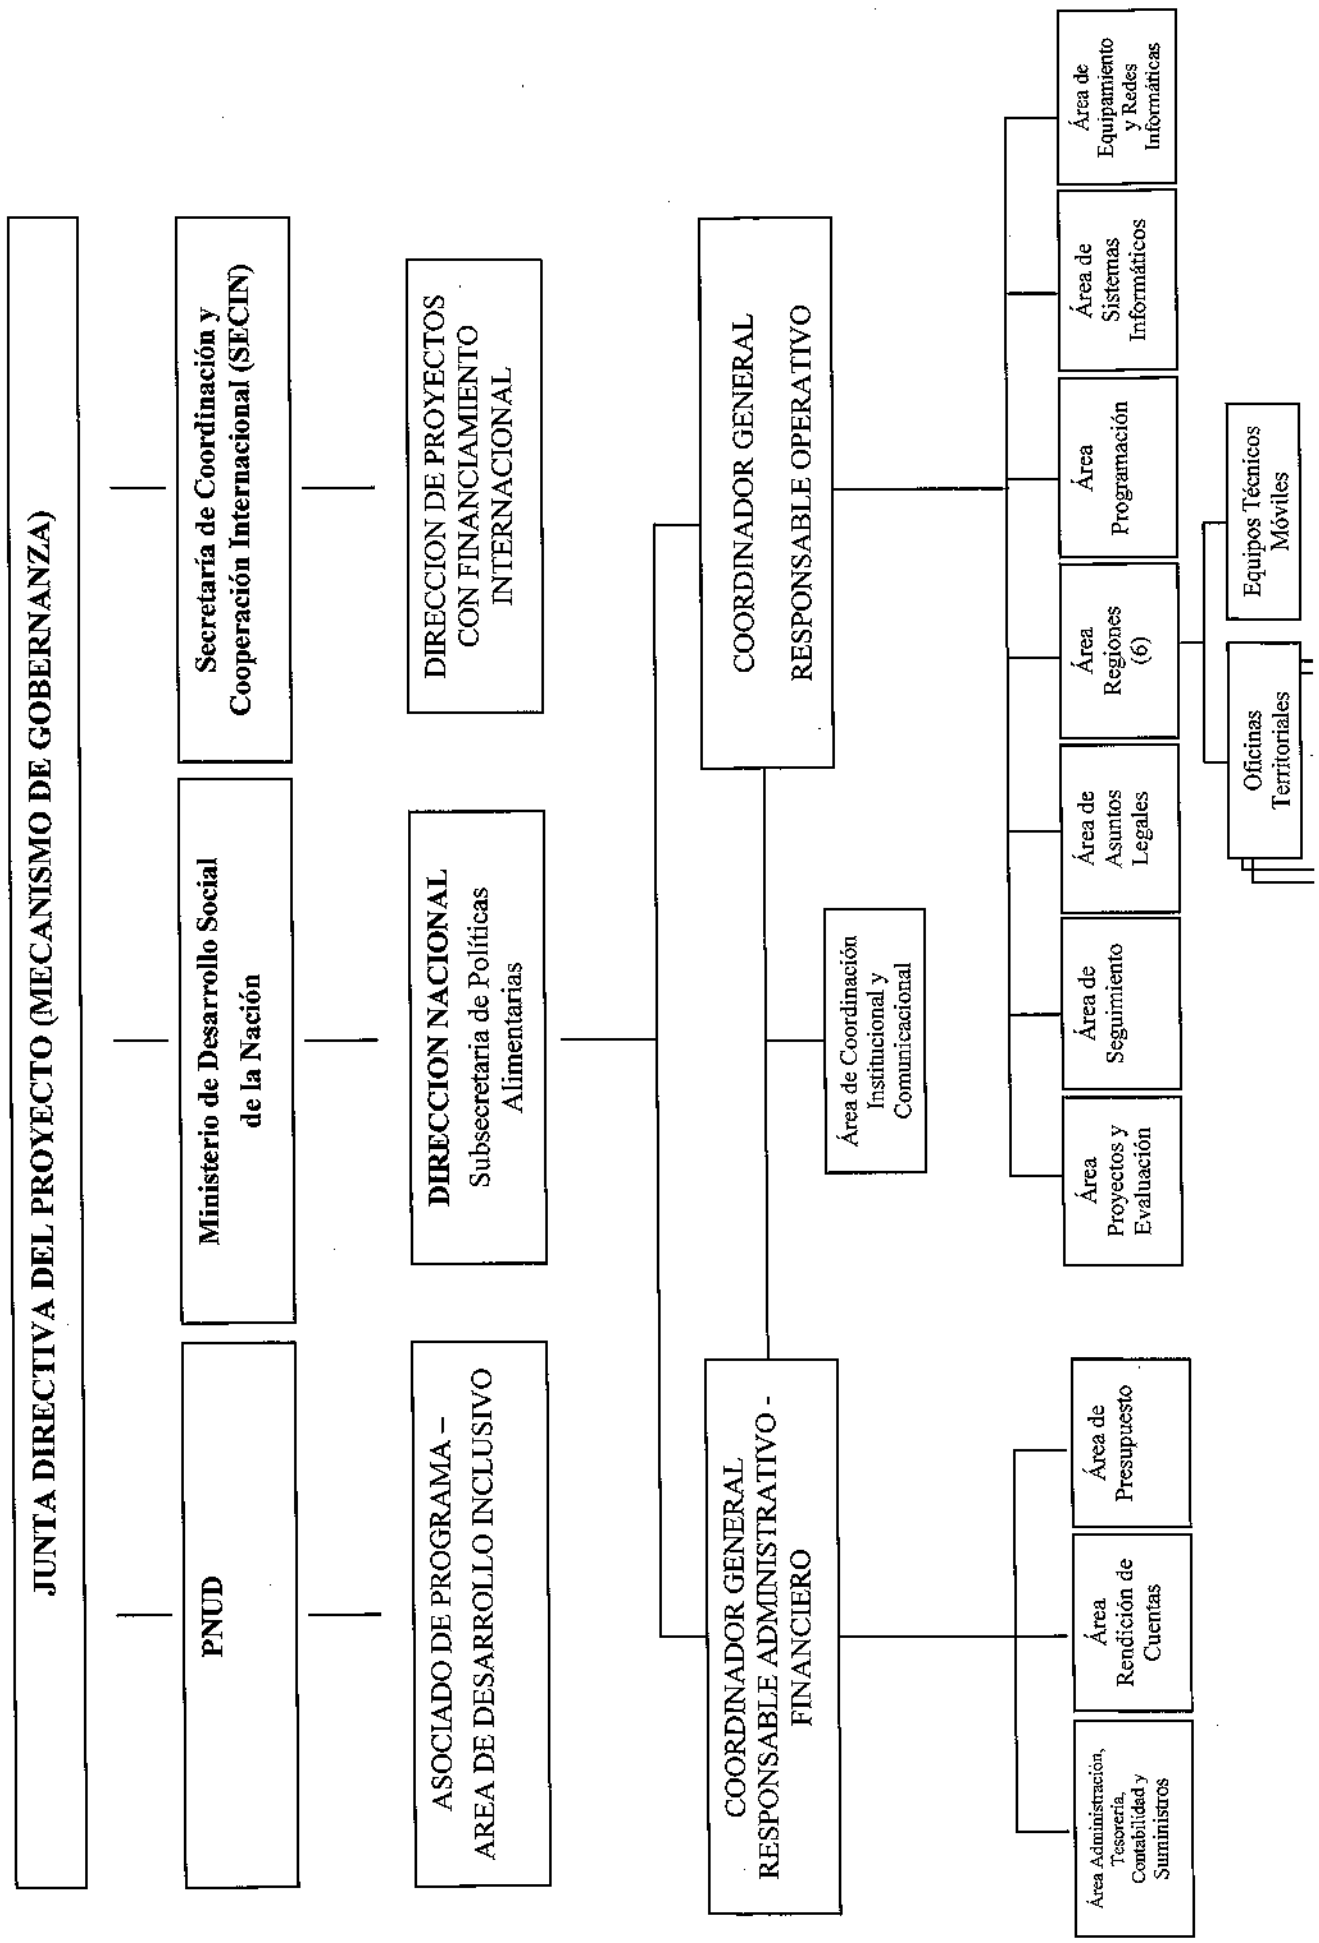 JUNTA DIRECTIVA DEL PROYECTO (MECANISMO DE GOBERNANZA)
PNUD
Ministerio de Desarrollo Social
de la Nación
Secretaría de Coordinación y
Cooperación Internacional (SECIN)
ASOCIADO DE PROGRAMA –
AREA DE DESARROLLO INCLUSIVO
DIRECCION NACIONAL
Subsecretaria de Políticas
Alimentarias
DIRECCION DE PROYECTOS
CON FINANCIAMIENTO
INTERNACIONAL
COORDINADOR GENERAL
RESPONSABLE ADMINISTRATIVO -
FINANCIERO
COORDINADOR GENERAL
RESPONSABLE OPERATIVO
Área de Coordinación
Institucional y
Comunicacional
Área Administración,
Tesorería,
Contabilidad y
Suministros
Área
Rendición de
Cuentas
Área de
Presupuesto
Área
Proyectos y
Evaluación
Área de
Seguimiento
Área de
Asuntos
Legales
Área
Regiones
(6)
Área
Programación
Área de
Sistemas
Informáticos
Área de
Equipamiento
y Redes
Informáticas
Oficinas
Territoriales
Equipos Técnicos
Móviles